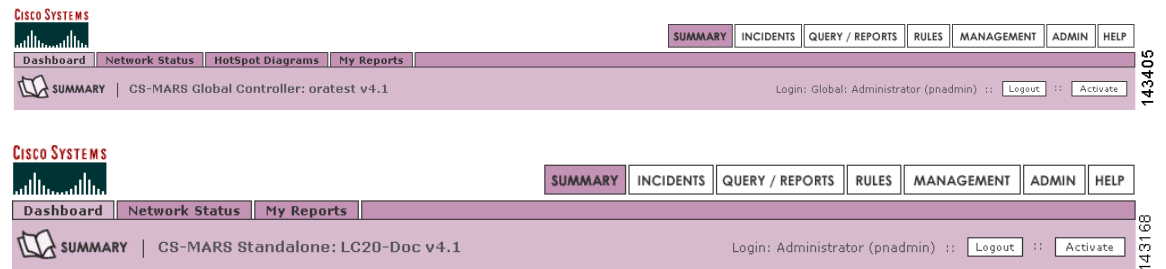 CISCO SYSTEMS
SUMMARY INCIDENTS QUERY / REPORTS RULES MANAGEMENT ADMIN HELP
Dashboard Network Status HotSpot Diagrams My Reports
SUMMARY | CS-MARS Global Controller: oratest v4.1 Login: Global: Administrator (pnadmin) :: Logout :: Activate
143405
CISCO SYSTEMS
SUMMARY INCIDENTS QUERY / REPORTS RULES MANAGEMENT ADMIN HELP
Dashboard Network Status My Reports
SUMMARY | CS-MARS Standalone: LC20-Doc v4.1 Login: Administrator (pnadmin) :: Logout :: Activate
143168